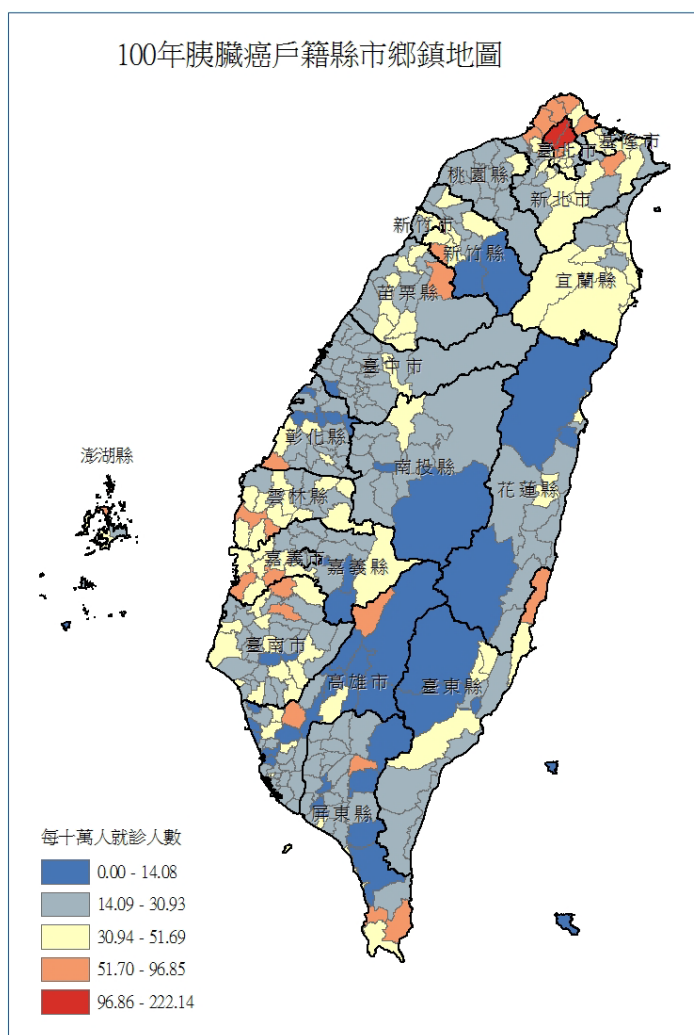 100年胰臟癌戶籍縣市鄉鎮地圖
基隆市
臺北市
桃園縣
新北市
新竹市
新竹縣
宜蘭縣
苗栗縣
臺中市
彰化縣
南投縣
澎湖縣
花蓮縣
雲林縣
嘉義市
嘉義縣
臺南市
高雄市
臺東縣
屏東縣
每十萬人就診人數
0.00 - 14.08
14.09 - 30.93
30.94 - 51.69
51.70 - 96.85
96.86 - 222.14